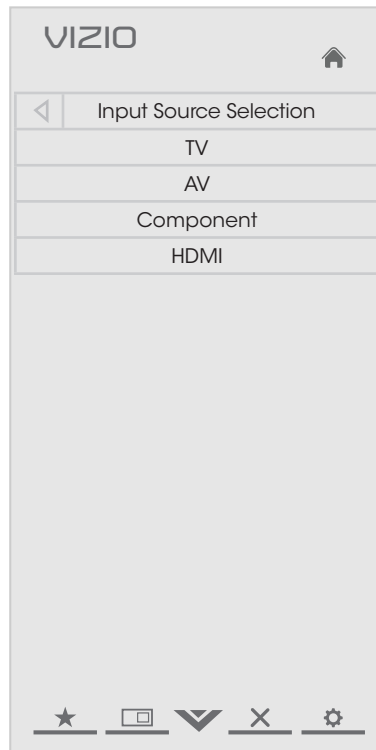 VIZIO
Input Source Selection
TV
AV
Component
HDMI